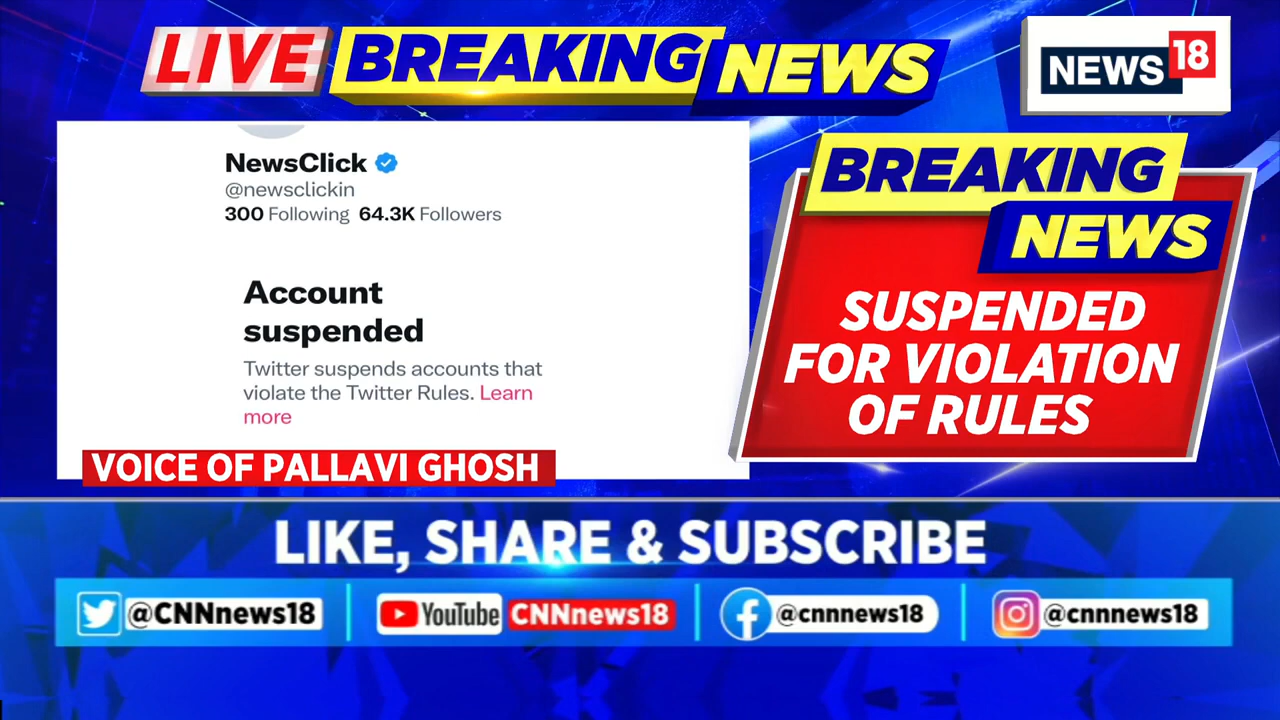 LIVE BREAKING NEWS
NEWS 18
NewsClick
@newsclickin
300 Following 64.3K Followers
Account
suspended
Twitter suspends accounts that
violate the Twitter Rules. Learn
more
VOICE OF PALLAVI GHOSH
BREAKING
NEWS
SUSPENDED
FOR VIOLATION
OF RULES
LIKE, SHARE & SUBSCRIBE
@CNNnews18
YouTube CNNnews18
@cnnnews18
@cnnnews18